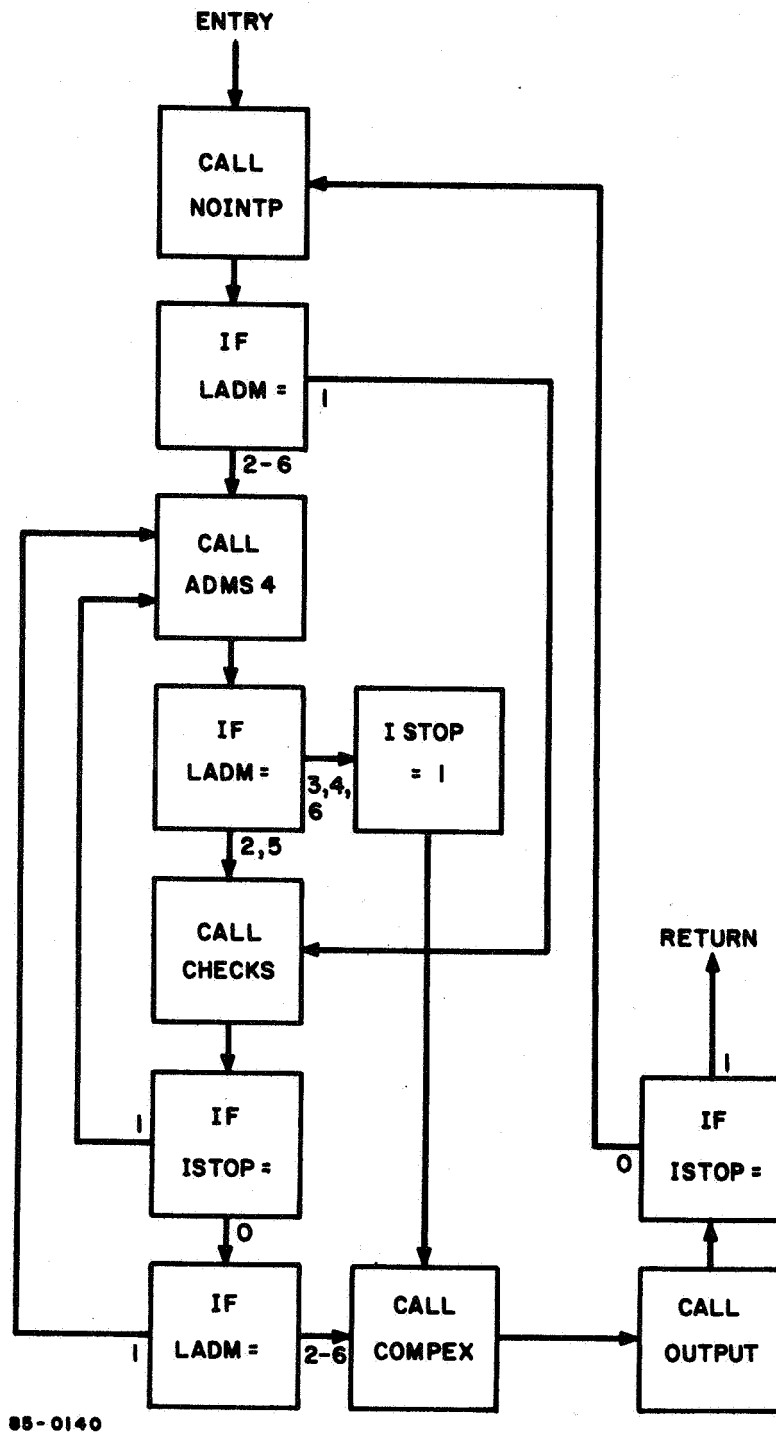 ENTRY
CALL
NOINTP
IF
LADM =
1
2-6
CALL
ADMS 4
IF
LADM =
3,4,
6
I STOP
= 1
2,5
CALL
CHECKS
RETURN
1
1
IF
ISTOP =
0
IF
ISTOP =
0
IF
LADM =
1
2-6
CALL
COMPEX
CALL
OUTPUT
85-0140